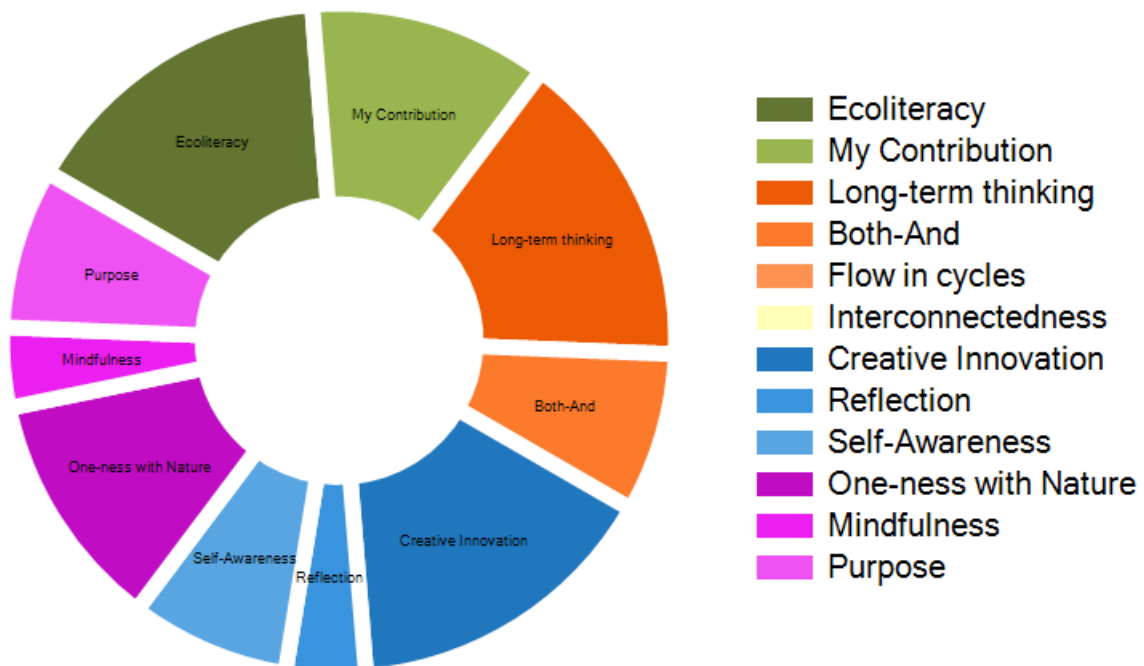 My Contribution
Ecoliteracy
Long-term thinking
Purpose
Mindfulness
Both-And
One-ness with Nature
Creative Innovation
Self-Awareness
Reflection
Ecoliteracy
My Contribution
Long-term thinking
Both-And
Flow in cycles
Interconnectedness
Creative Innovation
Reflection
Self-Awareness
One-ness with Nature
Mindfulness
Purpose